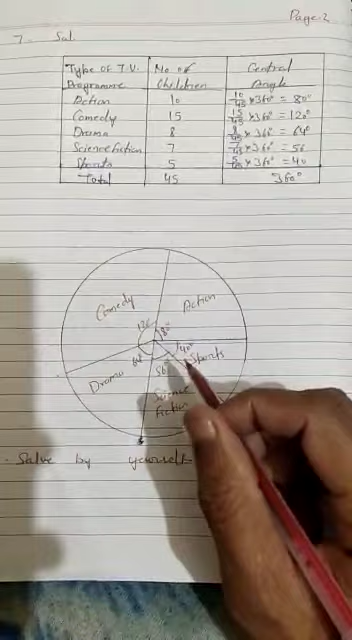 Page-2
7. Sol.
Type of T.V. Programme No. of Children Central Angle
Action 10 10/45 × 360° = 80°
Comedy 15 15/45 × 360° = 120°
Drama 8 8/45 × 360° = 64°
Science fiction 7 7/45 × 360° = 56
Sports 5 5/45 × 360° = 40
Total 45 360°
Comedy Action
120° 80°
40° Sports
Drama 64° 56°
Science fiction
Solve by yourself